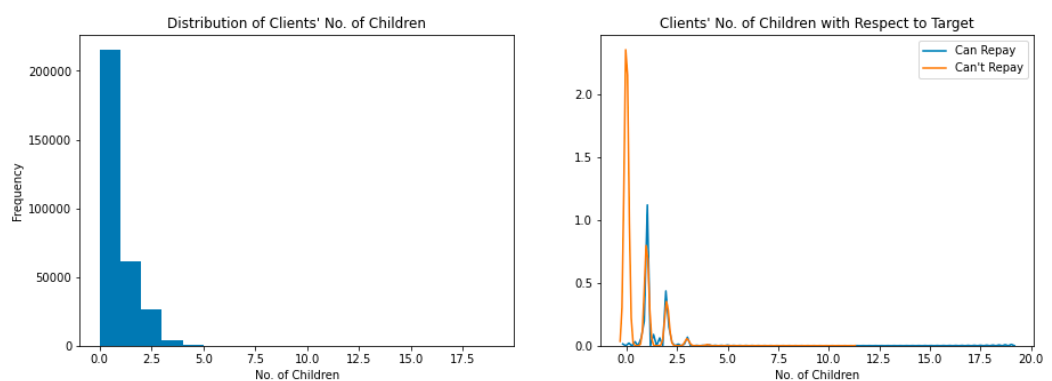 Distribution of Clients' No. of Children
Frequency
200000
150000
100000
50000
0
0.0 2.5 5.0 7.5 10.0 12.5 15.0 17.5
No. of Children
Clients' No. of Children with Respect to Target
Can Repay
Can't Repay
2.0
1.5
1.0
0.5
0.0
0.0 2.5 5.0 7.5 10.0 12.5 15.0 17.5 20.0
No. of Children